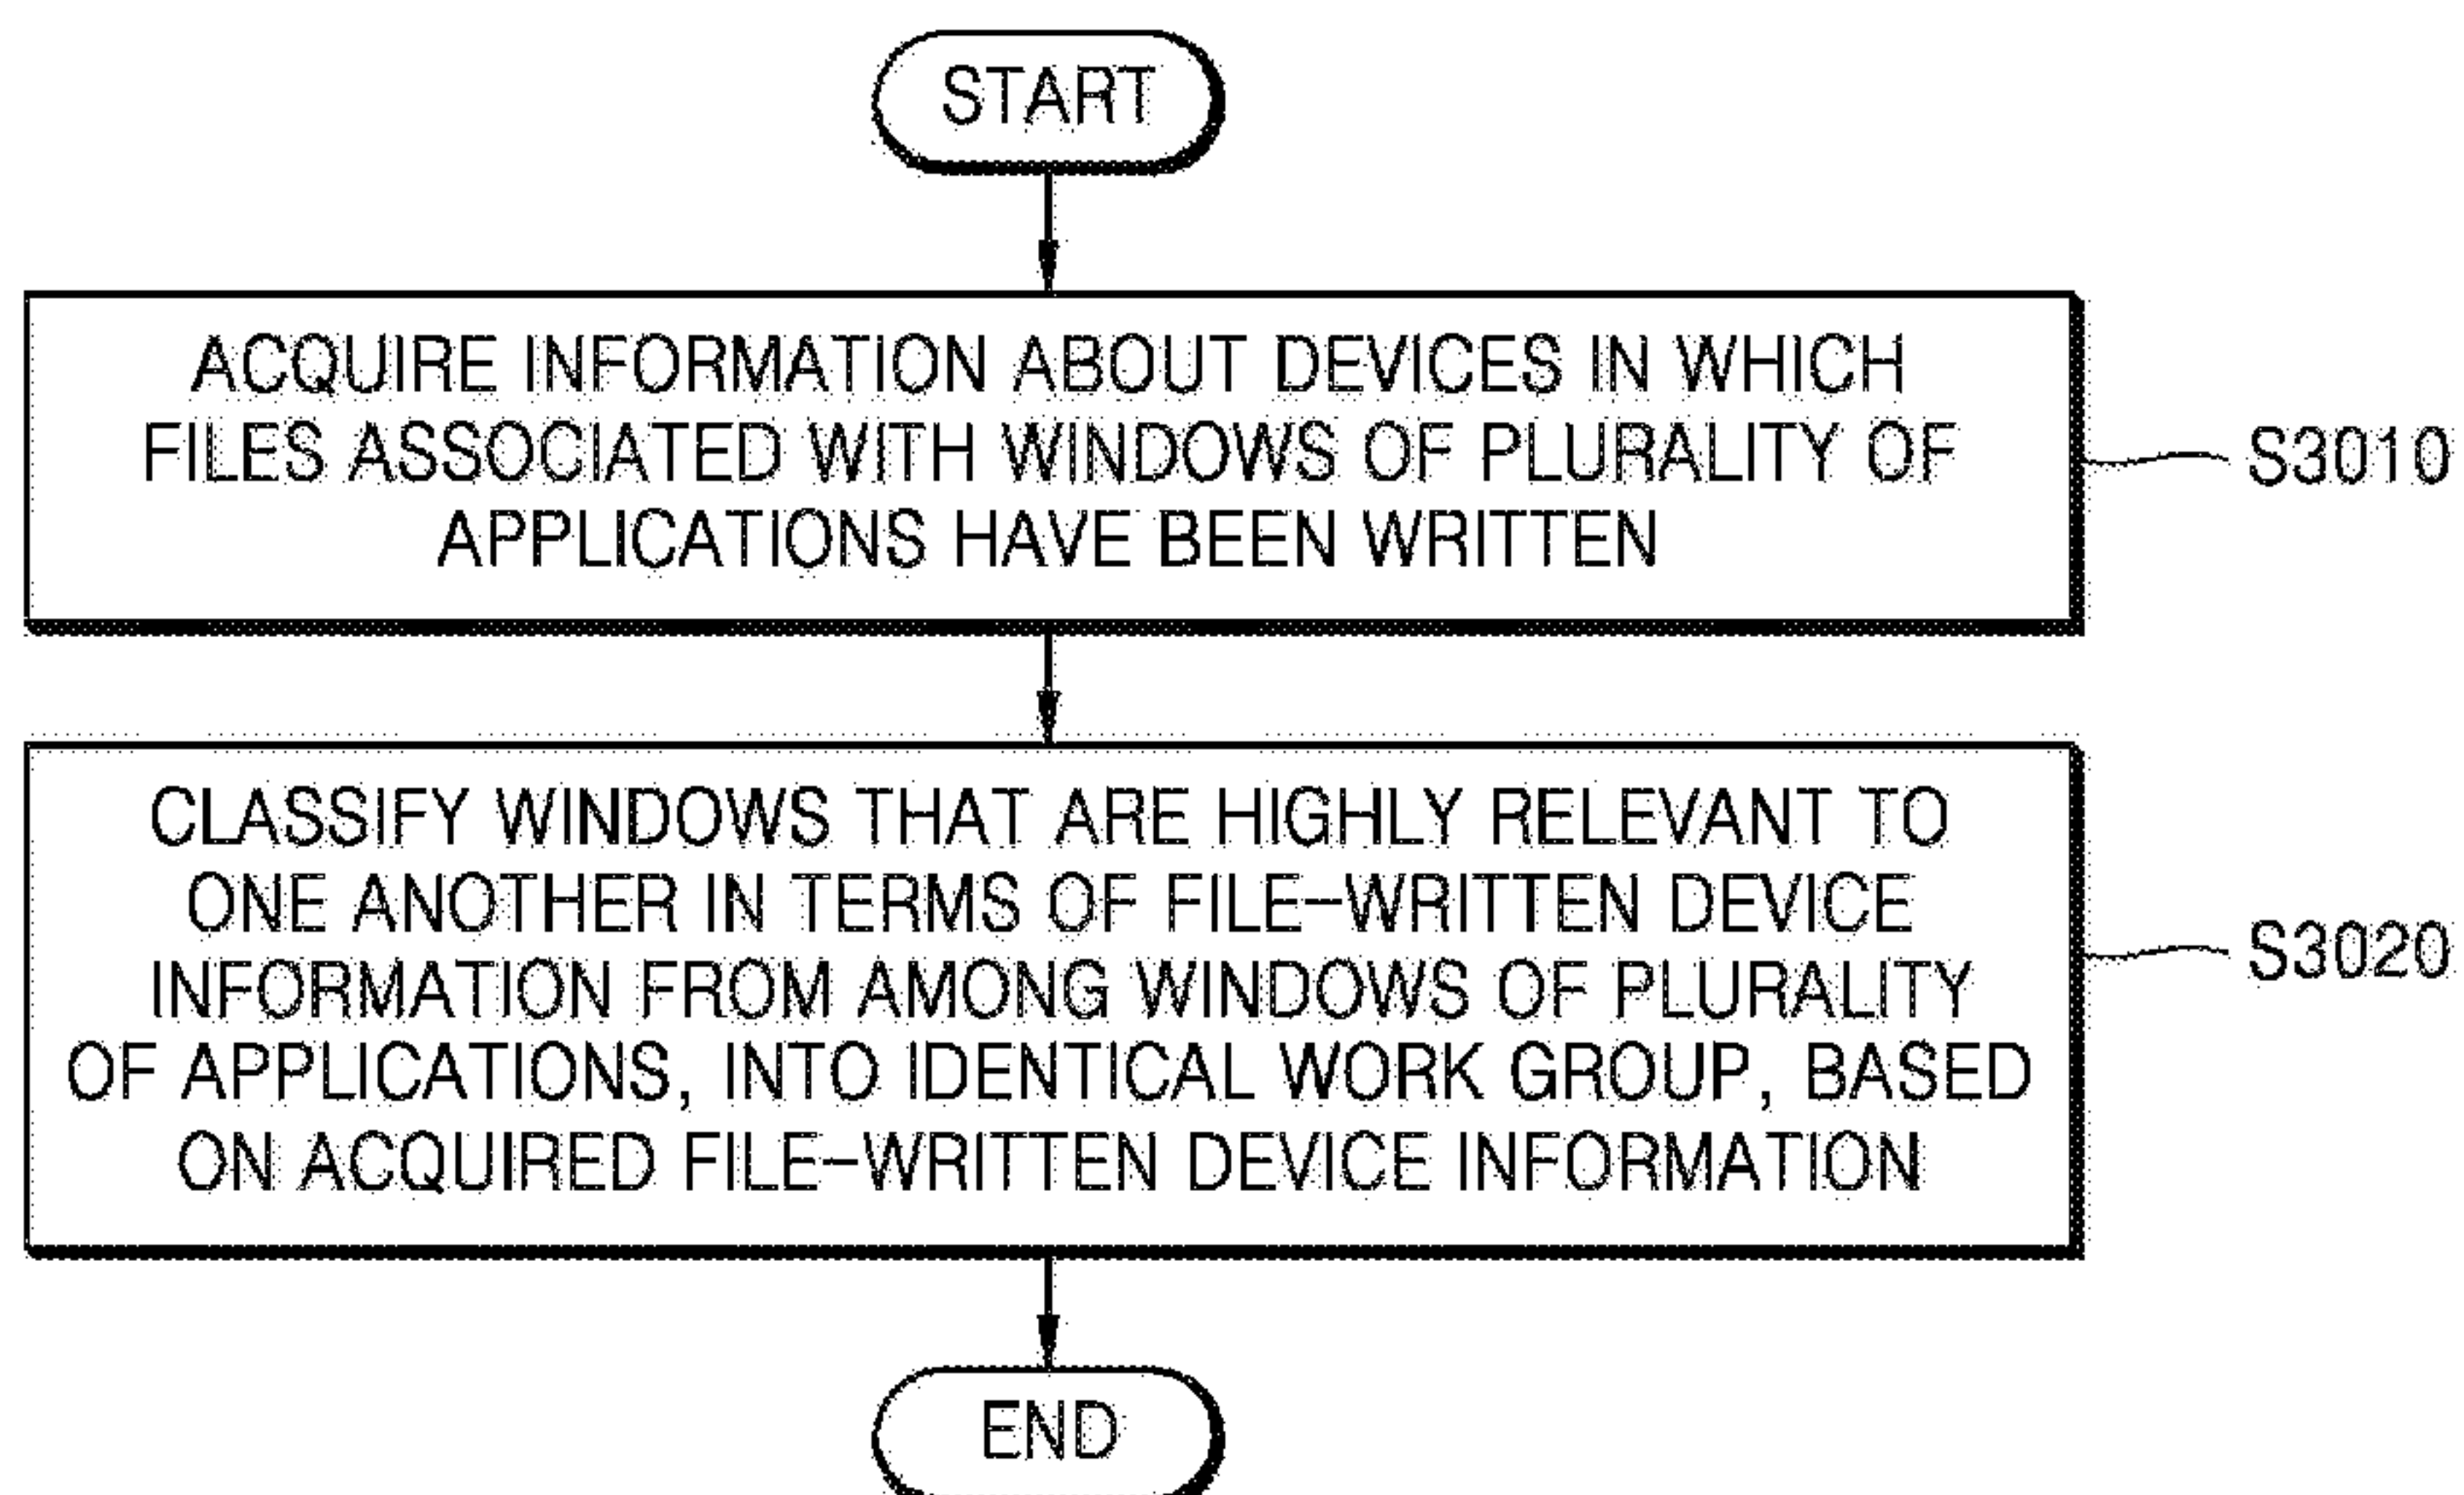 START
ACQUIRE INFORMATION ABOUT DEVICES IN WHICH
FILES ASSOCIATED WITH WINDOWS OF PLURALITY OF
APPLICATIONS HAVE BEEN WRITTEN
S3010
CLASSIFY WINDOWS THAT ARE HIGHLY RELEVANT TO
ONE ANOTHER IN TERMS OF FILE-WRITTEN DEVICE
INFORMATION FROM AMONG WINDOWS OF PLURALITY
OF APPLICATIONS, INTO IDENTICAL WORK GROUP, BASED
ON ACQUIRED FILE-WRITTEN DEVICE INFORMATION
S3020
END